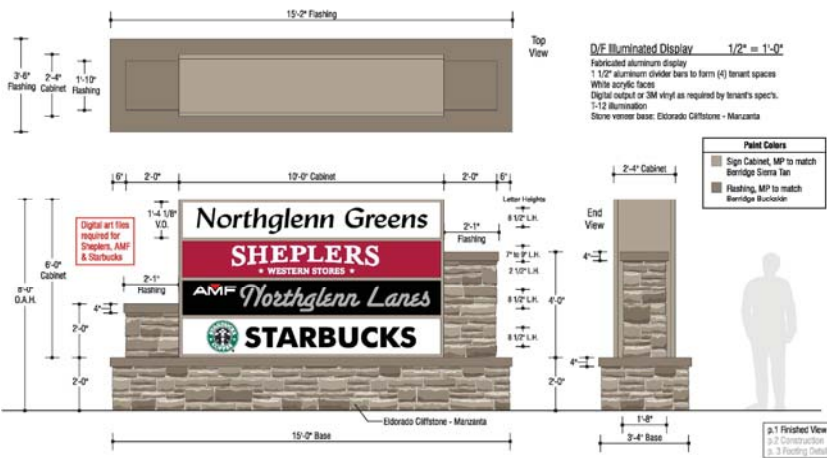 15'-2" Flashing
Top
View
3'-6"
Flashing
2'-4"
Cabinet
1'-10"
Flashing
D/F Illuminated Display 1/2" = 1'-0"
Fabricated aluminum display
1 1/2" aluminum divider bars to form (4) tenant spaces
White acrylic faces
Digital output or 3M vinyl as required by tenant's spec's.
T-12 illumination
Stone veneer base: Eldorado Cliffstone - Manzanta
Paint Colors
Sign Cabinet, MP to match
Berridge Sierra Tan
Flashing, MP to match
Berridge Buckskin
6" 2'-0" 10'-0" Cabinet 2'-0" 6"
2'-4" Cabinet
Letter Heights
1'-4 1/8"
V.O.
Northglenn Greens
8 1/2" L.H.
End
View
Digital art files
required for
Sheplers, AMF
& Starbucks
2'-1"
Flashing
SHEPLERS
WESTERN STORES
7" to 9" L.H.
2 1/2" L.H.
4"
6'-0"
Cabinet
O.A.H.
2'-1"
Flashing
AMF Northglenn Lanes
8 1/2" L.H.
4'-0"
4"
2'-0"
STARBUCKS
8 1/2" L.H.
2'-0"
2'-0"
4"
Eldorado Cliffstone - Manzanta
15'-0" Base
1'-8"
3'-4" Base
p.1 Finished View
p.2 Construction
p. 3 Footing Detail